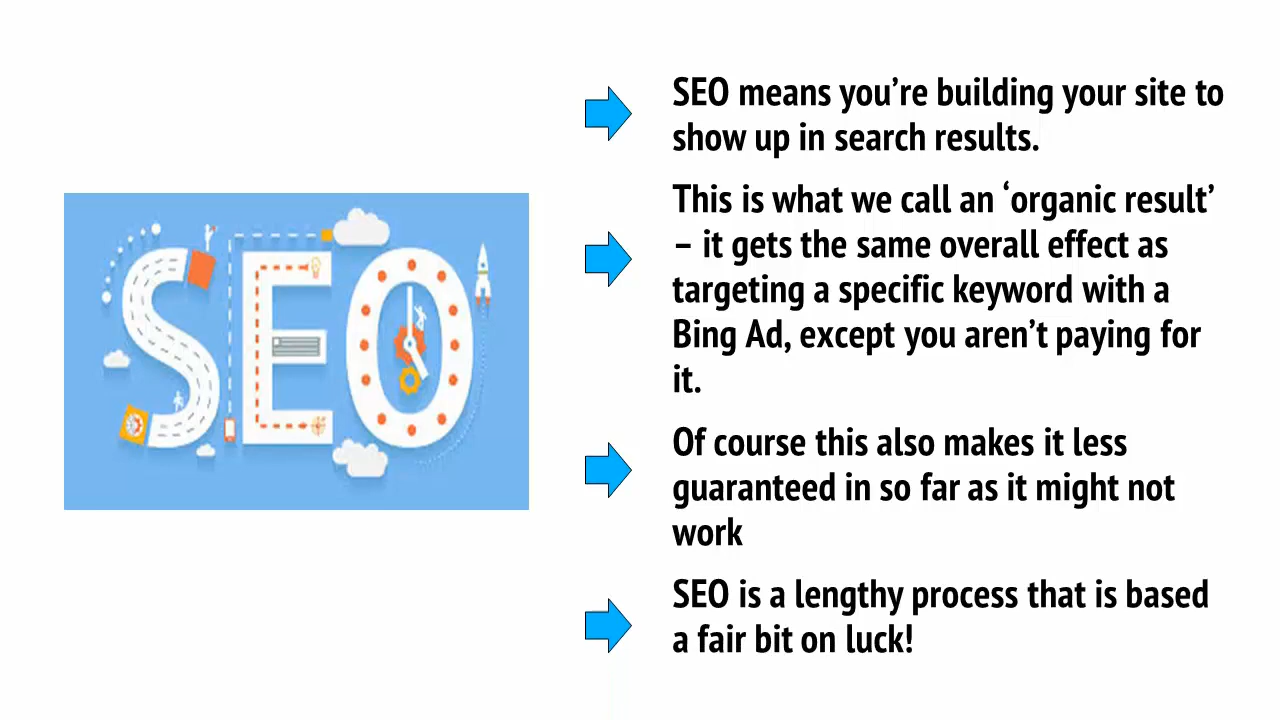 SEO
SEO means you’re building your site to
show up in search results.
This is what we call an ‘organic result’
– it gets the same overall effect as
targeting a specific keyword with a
Bing Ad, except you aren’t paying for
it.
Of course this also makes it less
guaranteed in so far as it might not
work
SEO is a lengthy process that is based
a fair bit on luck!